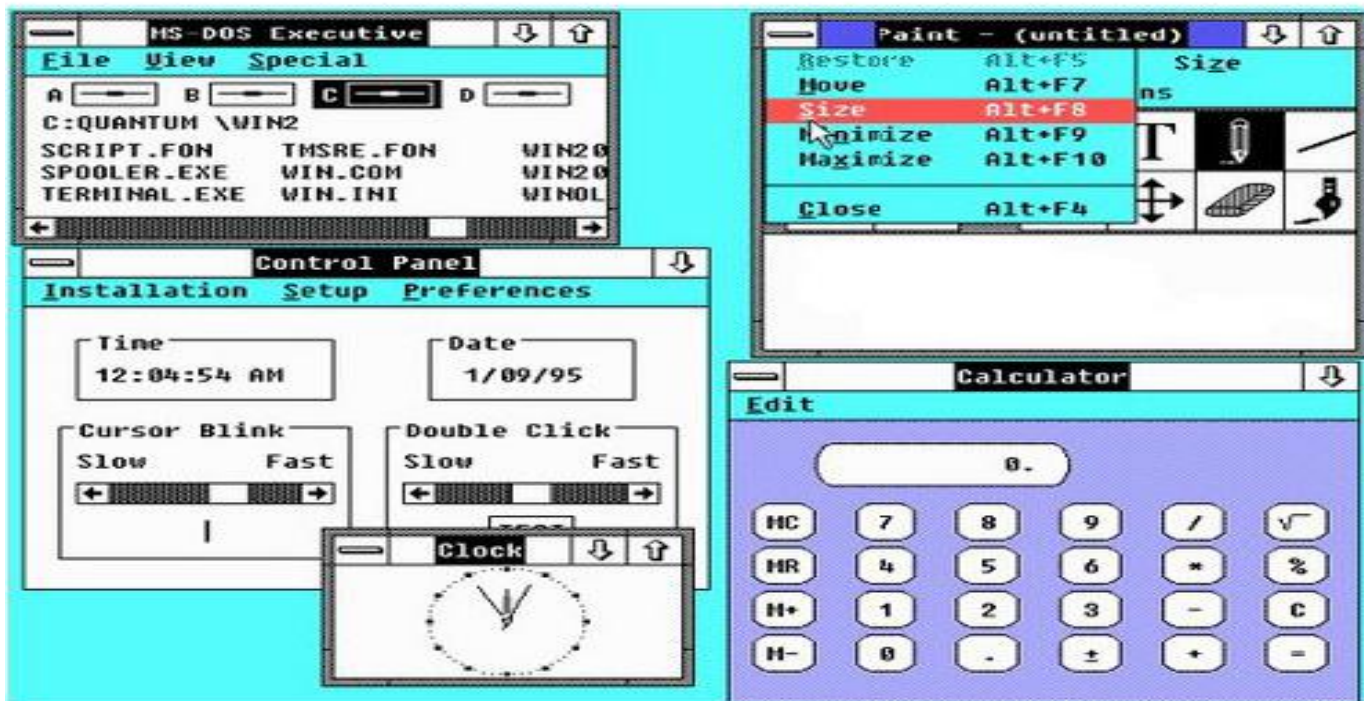 MS-DOS Executive
File View Special
A B C D
C:QUANTUM \WIN2
SCRIPT.FON TMSRE.FON WIN20
SPOOLER.EXE WIN.COM WIN20
TERMINAL.EXE WIN.INI WINOL
Paint - (untitled)
Restore Alt+F5
Move Alt+F7
Size Alt+F8
Minimize Alt+F9
Maximize Alt+F10
Close Alt+F4
Size
ns
T
Control Panel
Installation Setup Preferences
Time
12:04:54 AM
Date
1/09/95
Cursor Blink
Slow Fast
Double Click
Slow Fast
Clock
Calculator
Edit
0.
MC 7 8 9 / √
MR 4 5 6 * %
M+ 1 2 3 - C
M- 0 . ± + =